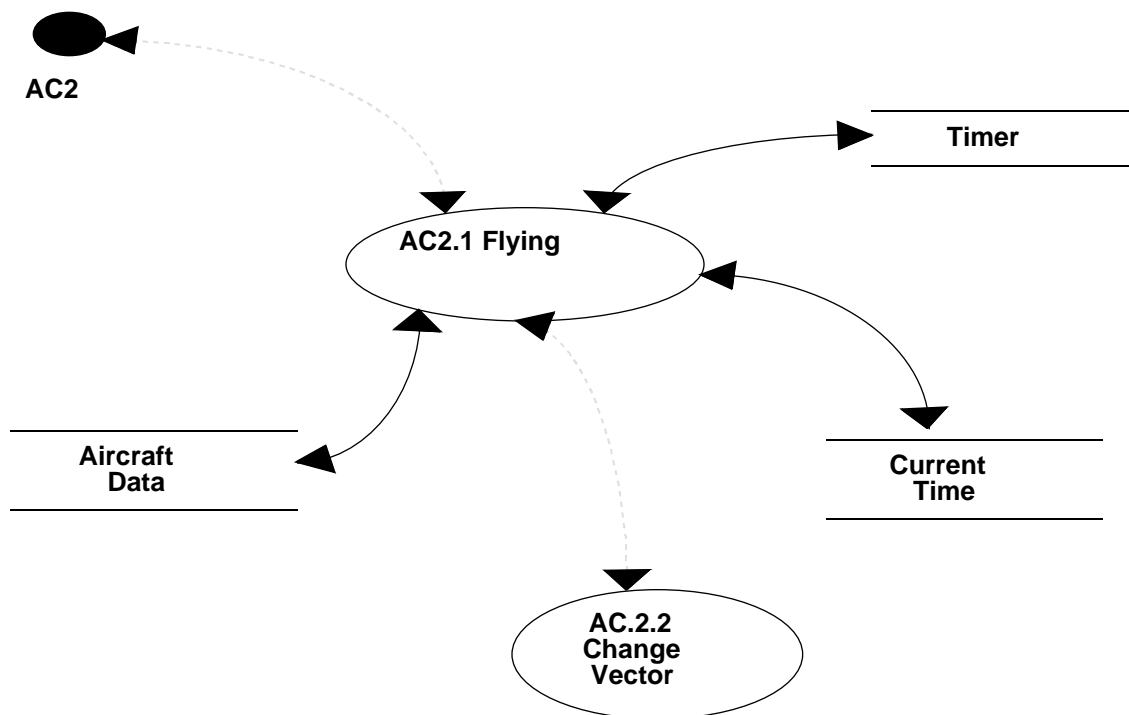 AC2
Timer
AC2.1 Flying
Aircraft
Data
Current
Time
AC.2.2
Change
Vector